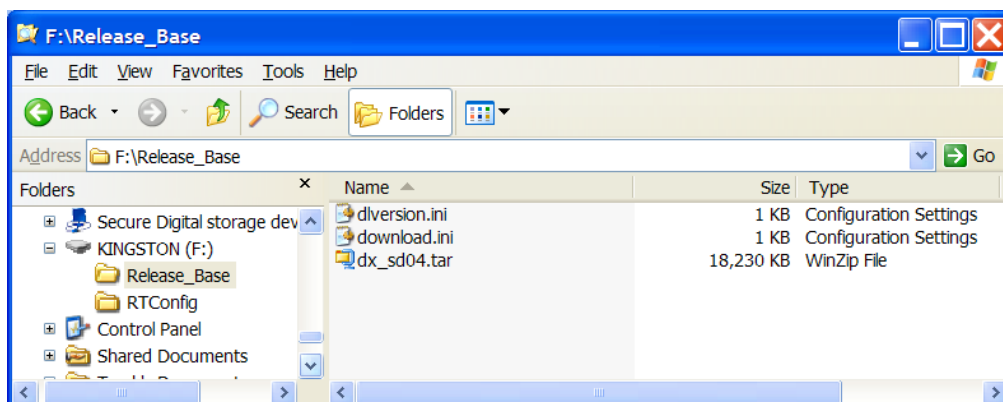 F:\Release_Base
File Edit View Favorites Tools Help
Back Search Folders
Address F:\Release_Base Go
Folders x Name Size Type
Secure Digital storage dev
KINGSTON (F:)
Release_Base
RTConfig
Control Panel
Shared Documents
dlversion.ini 1 KB Configuration Settings
download.ini 1 KB Configuration Settings
dx_sd04.tar 18,230 KB WinZip File